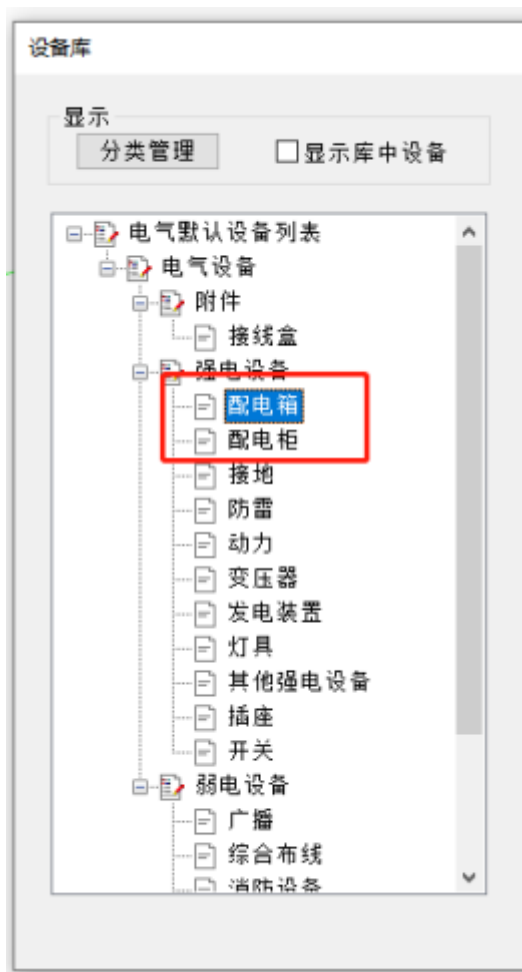 设备库
显示
分类管理 显示库中设备
电气默认设备列表
电气设备
附件
接线盒
强电设备
配电箱
配电柜
接地
防雷
动力
变压器
发电装置
灯具
其他强电设备
插座
开关
弱电设备
广播
综合布线
消防设备